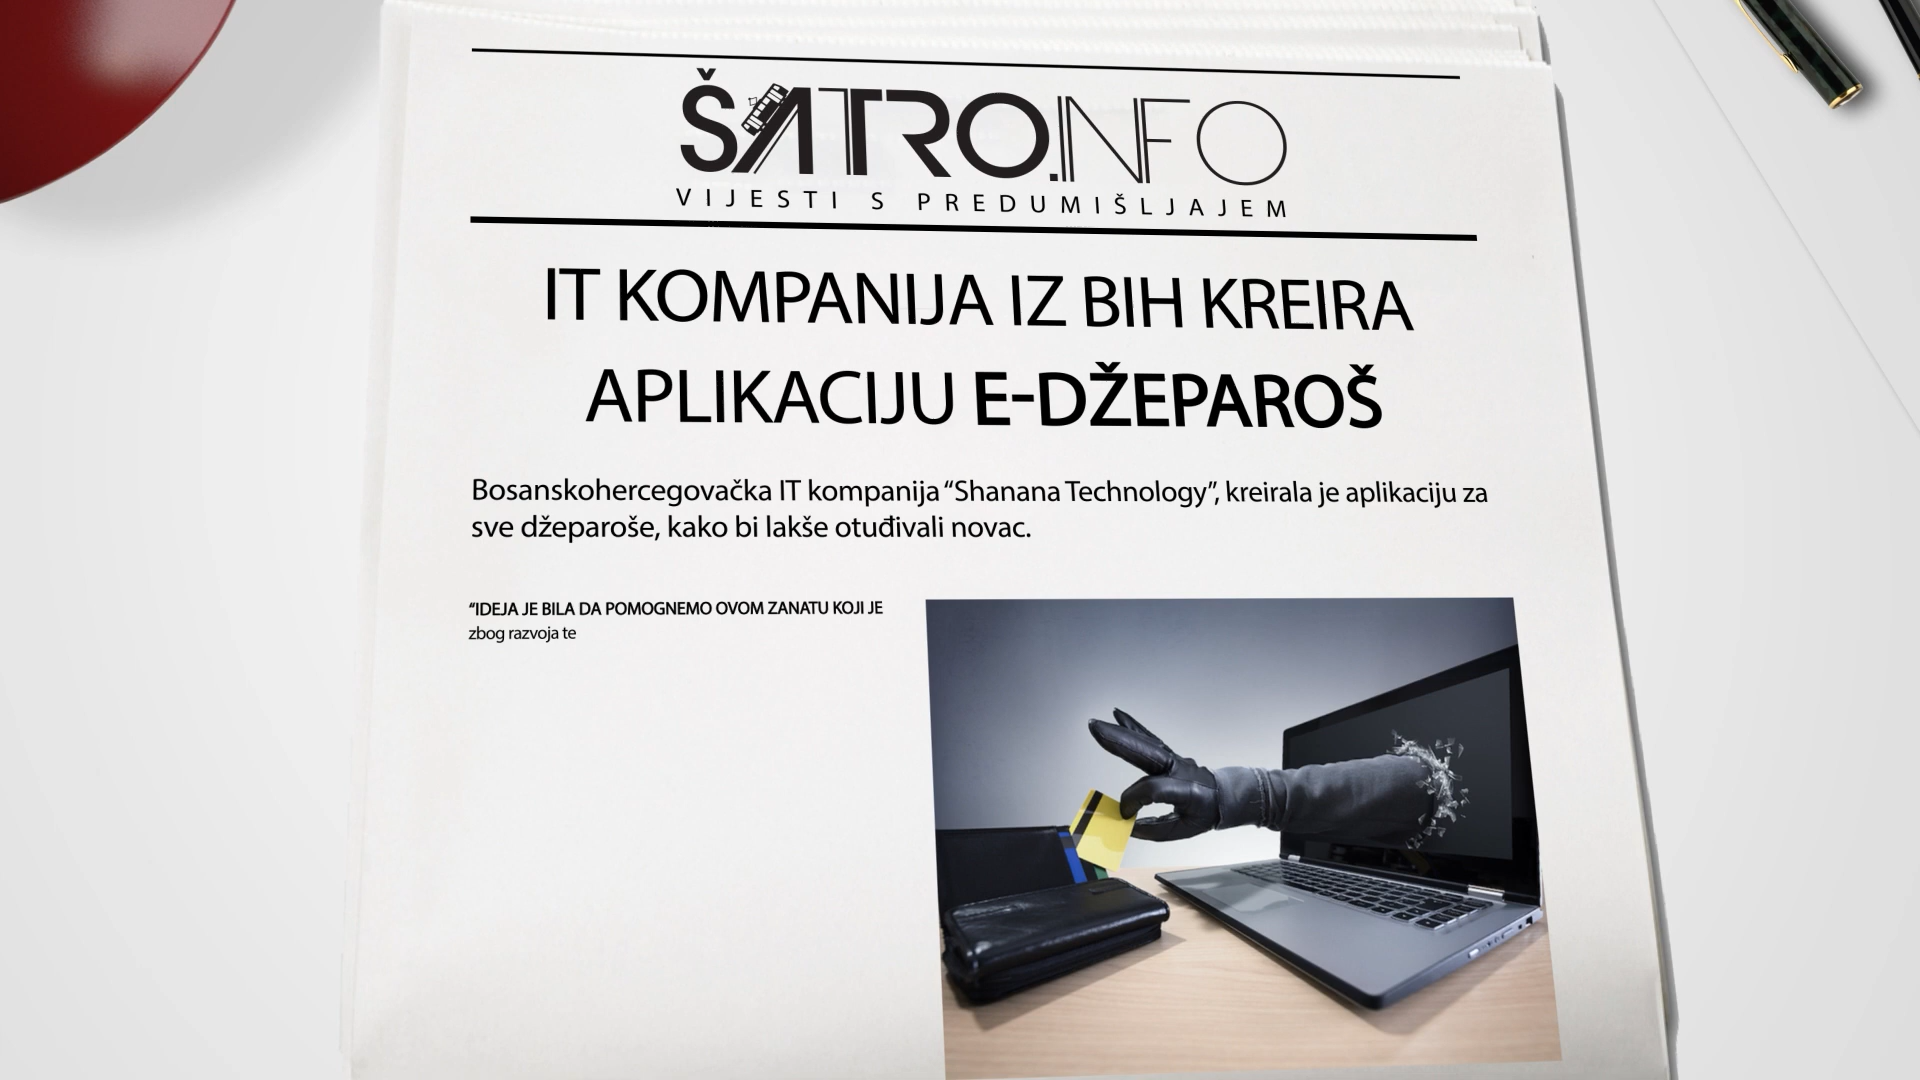 ŠATRO.INFO
VIJESTI S PREDUMIŠLJAJEM
IT KOMPANIJA IZ BIH KREIRA
APLIKACIJU E-DŽEPAROŠ
Bosanskohercegovačka IT kompanija “Shanana Technology”, kreirala je aplikaciju za
sve džeparoše, kako bi lakše otuđivali novac.
“IDEJA JE BILA DA POMOGNEMO OVOM ZANATU KOJI JE
zbog razvoja te